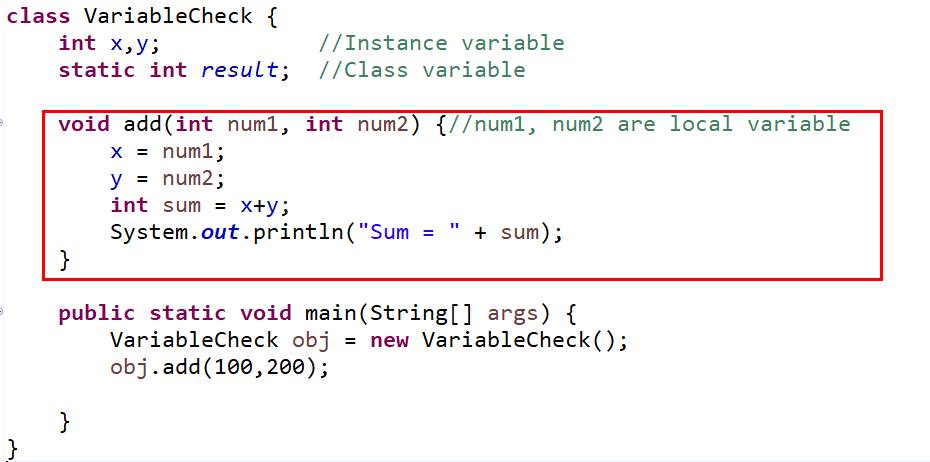 class VariableCheck {
    int x,y;            //Instance variable
    static int result;  //Class variable
    void add(int num1, int num2) {//num1, num2 are local variable
        x = num1;
        y = num2;
        int sum = x+y;
        System.out.println("Sum = " + sum);
    }
    public static void main(String[] args) {
        VariableCheck obj = new VariableCheck();
        obj.add(100,200);
    }
}